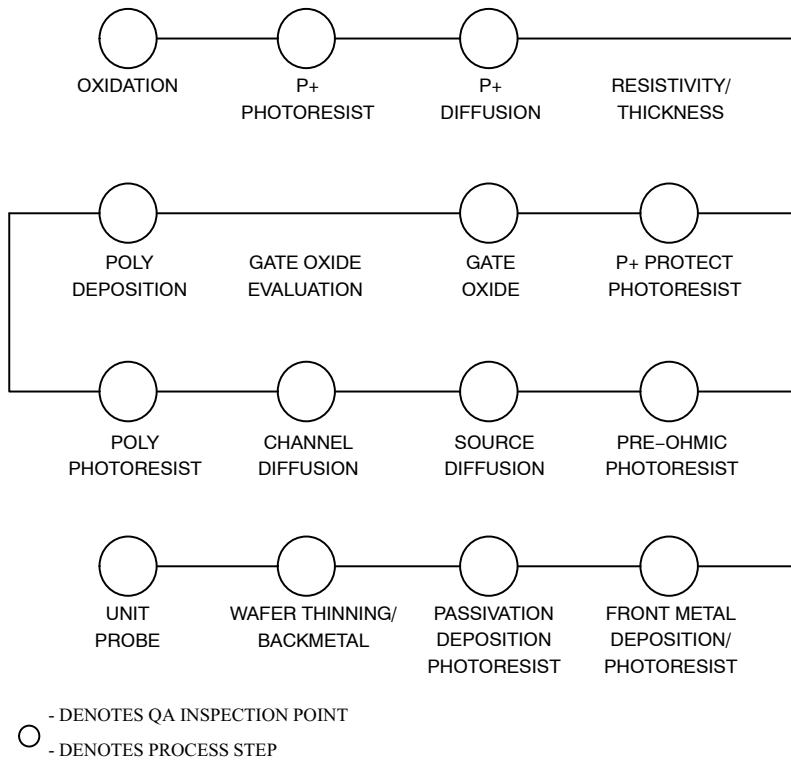 OXIDATION
P+
PHOTORESIST
P+
DIFFUSION
RESISTIVITY/
THICKNESS
POLY
DEPOSITION
GATE OXIDE
EVALUATION
GATE
OXIDE
P+ PROTECT
PHOTORESIST
POLY
PHOTORESIST
CHANNEL
DIFFUSION
SOURCE
DIFFUSION
PRE−OHMIC
PHOTORESIST
UNIT
PROBE
WAFER THINNING/
BACKMETAL
PASSIVATION
DEPOSITION
PHOTORESIST
FRONT METAL
DEPOSITION/
PHOTORESIST
- DENOTES QA INSPECTION POINT
- DENOTES PROCESS STEP